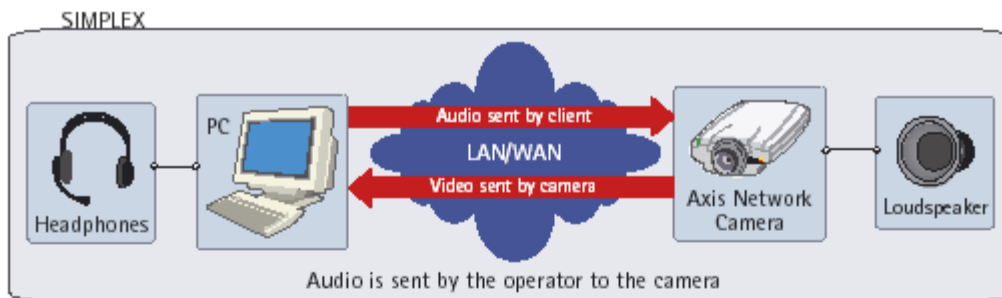 SIMPLEX
PC
Audio sent by client
LAN/WAN
Video sent by camera
Headphones
Axis Network
Camera
Loudspeaker
Audio is sent by the operator to the camera